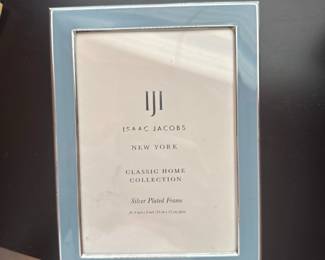 IJI
ISAAC JACOBS
NEW YORK
CLASSIC HOME
COLLECTION
Silver Plated Frame